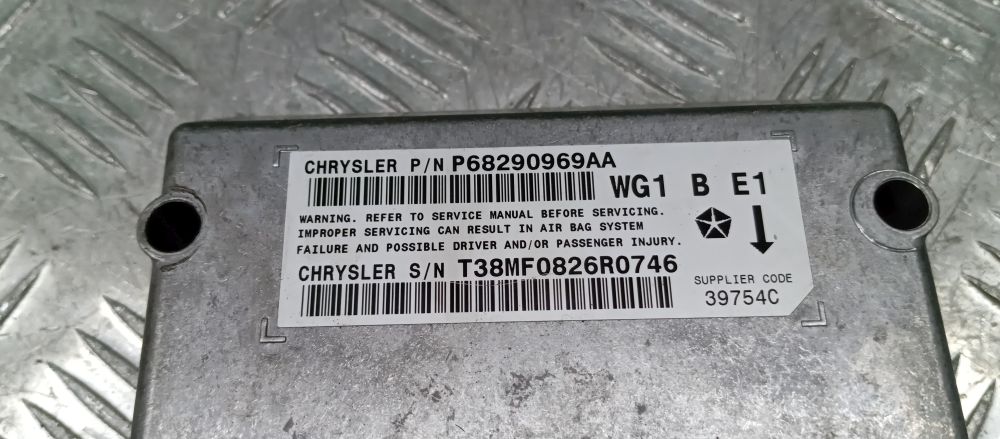 CHRYSLER P/N P68290969AA
WG1 B E1
WARNING. REFER TO SERVICE MANUAL BEFORE SERVICING.
IMPROPER SERVICING CAN RESULT IN AIR BAG SYSTEM
FAILURE AND POSSIBLE DRIVER AND/OR PASSENGER INJURY.
CHRYSLER S/N T38MF0826R0746
SUPPLIER CODE
39754C